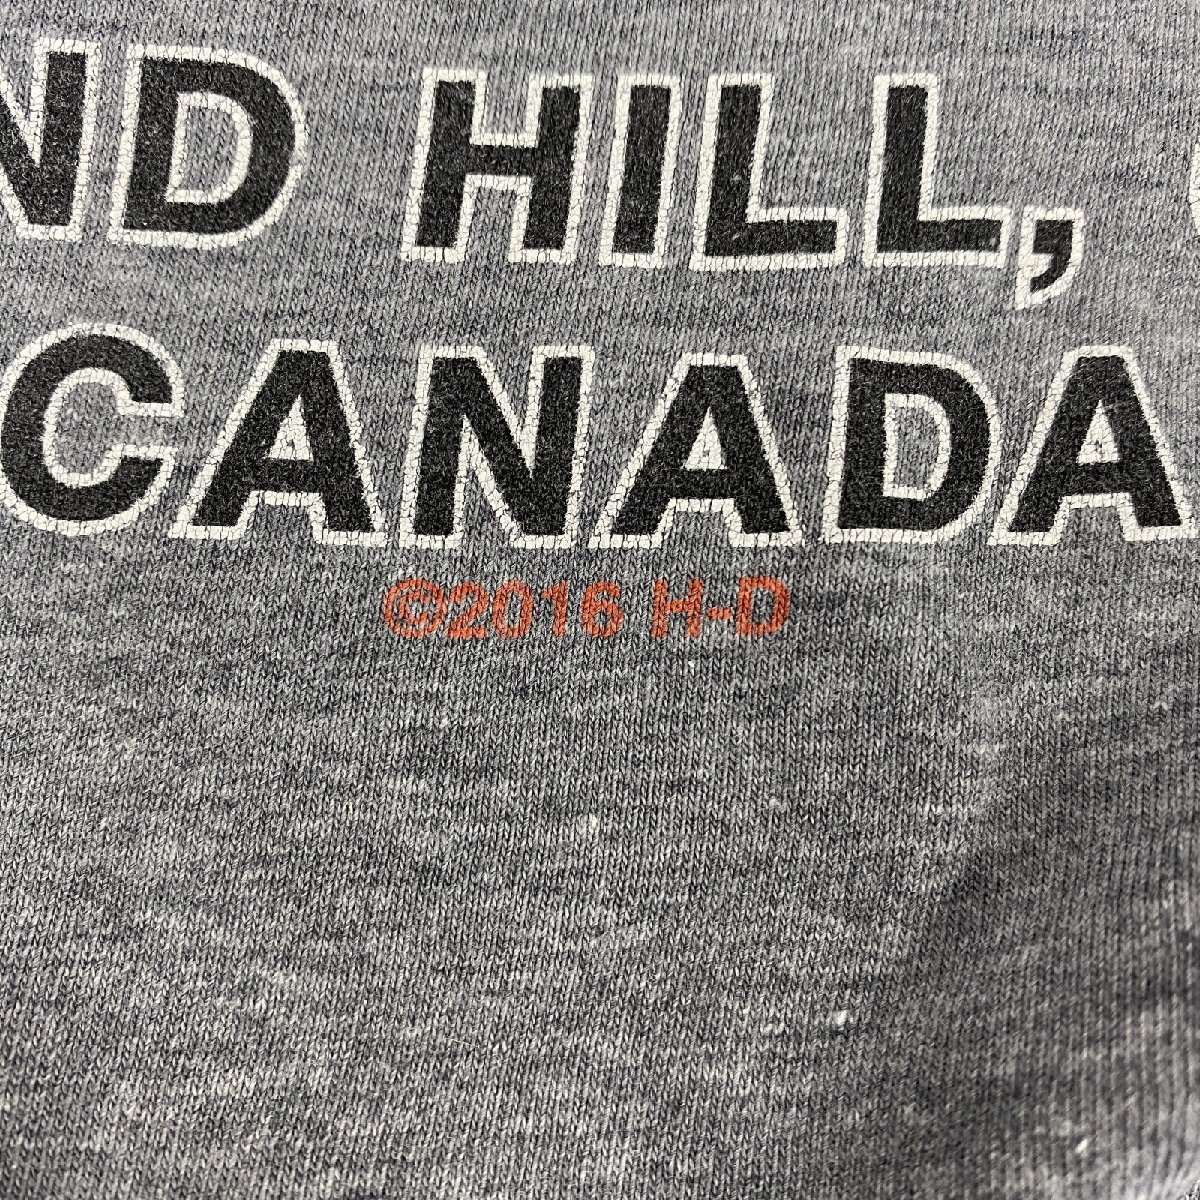 ND HILL,
CANADA
©2016 H-D